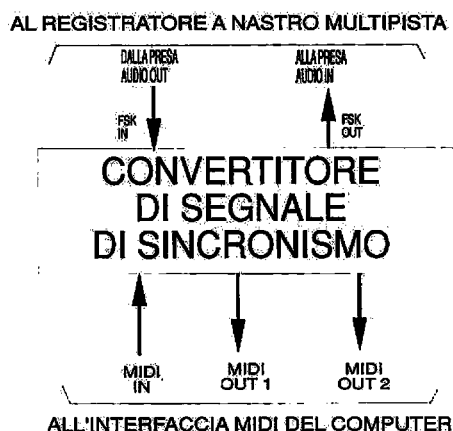 AL REGISTRATORE A NASTRO MULTIPISTA
DALLA PRESA
AUDIO OUT
ALLA PRESA
AUDIO IN
FSK
IN
FSK
OUT
CONVERTITORE
DI SEGNALE
DI SINCRONISMO
MIDI
IN
MIDI
OUT 1
MIDI
OUT 2
ALL'INTERFACCIA MIDI DEL COMPUTER